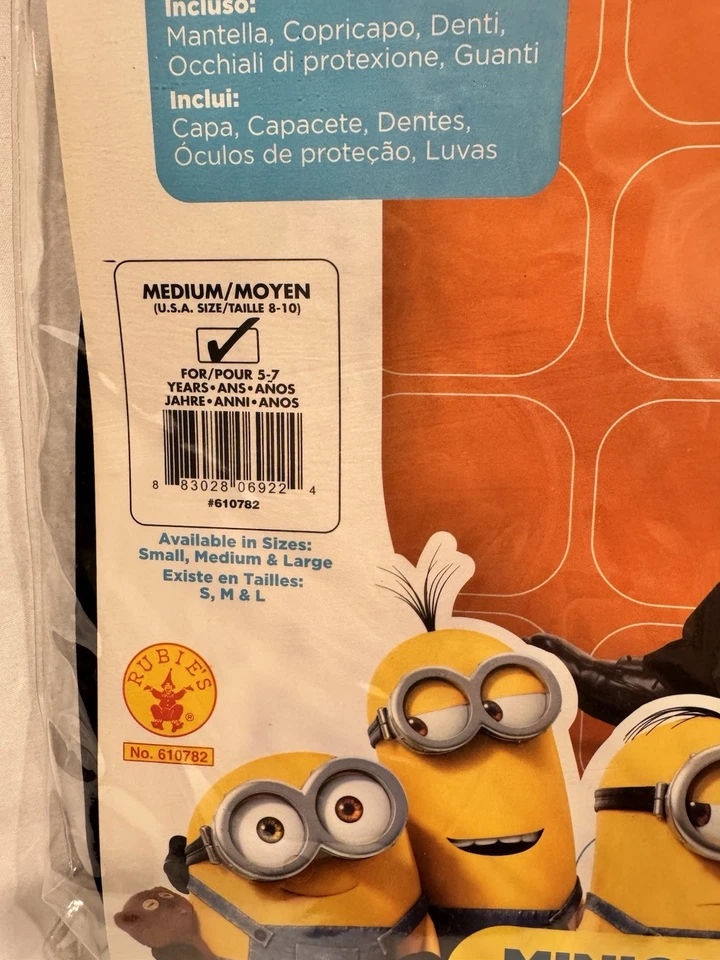 Incluso:
Mantella, Copricapo, Denti,
Occhiali di protexione, Guanti
Inclui:
Capa, Capacete, Dentes,
Óculos de proteção, Luvas
MEDIUM/MOYEN
(U.S.A. SIZE/TAILLE 8-10)
FOR/POUR 5-7
YEARS•ANS•AÑOS
JAHRE•ANNI•ANOS
8 83028 06922 4
#610782
Available in Sizes:
Small, Medium & Large
Existe en Tailles:
S, M & L
RUBIE'S
®
No. 610782